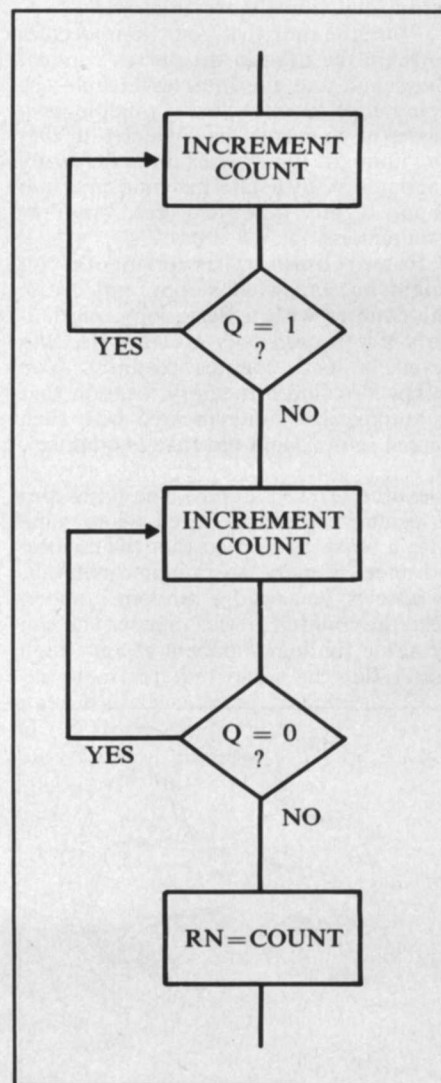 INCREMENT
COUNT
Q = 1
?
YES
NO
INCREMENT
COUNT
Q = 0
?
YES
NO
RN=COUNT